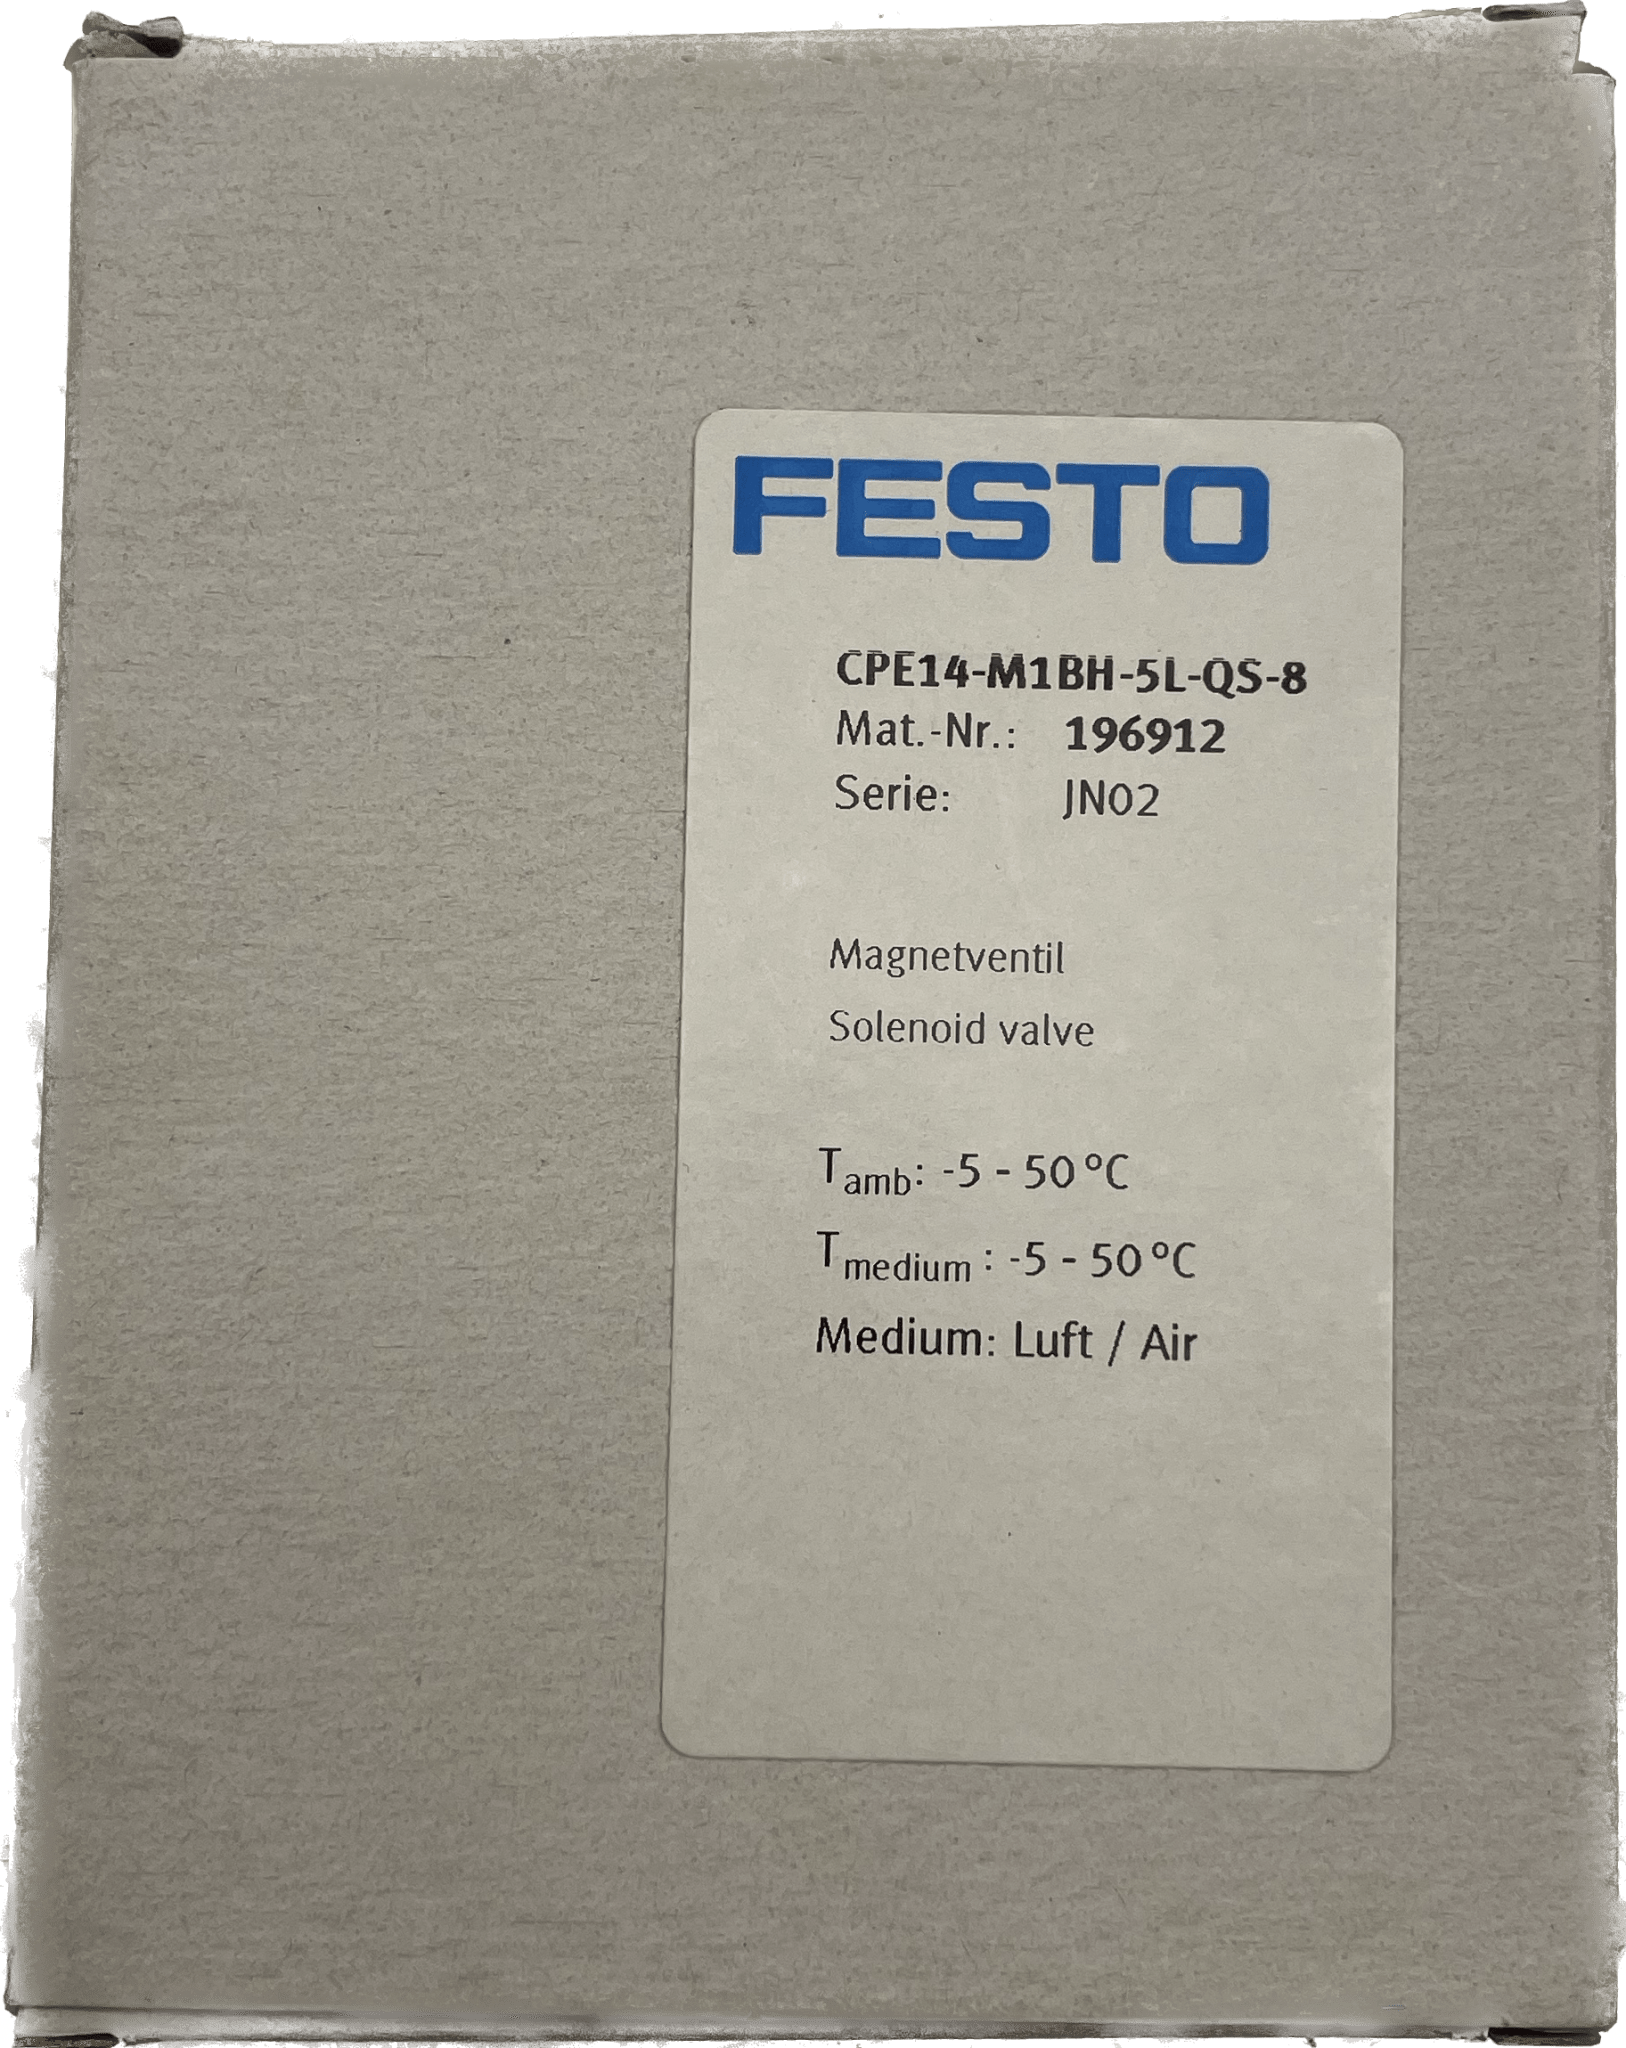 FESTO
CPE14-M1BH-5L-QS-8
Mat.-Nr.: 196912
Serie: JN02
Magnetventil
Solenoid valve
Tamb: -5 - 50 °C
Tmedium : -5 - 50 °C
Medium: Luft / Air